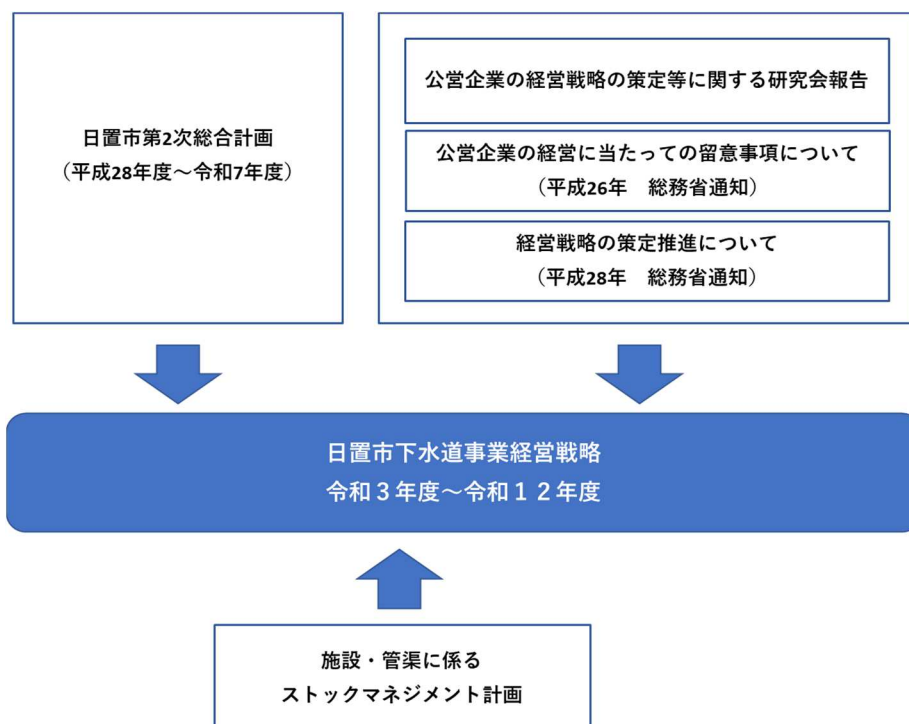 日置市第2次総合計画
（平成28年度～令和7年度）
公営企業の経営戦略の策定等に関する研究会報告
公営企業の経営に当たっての留意事項について
（平成26年　総務省通知）
経営戦略の策定推進について
（平成28年　総務省通知）
日置市下水道事業経営戦略
令和３年度～令和１２年度
施設・管渠に係る
ストックマネジメント計画